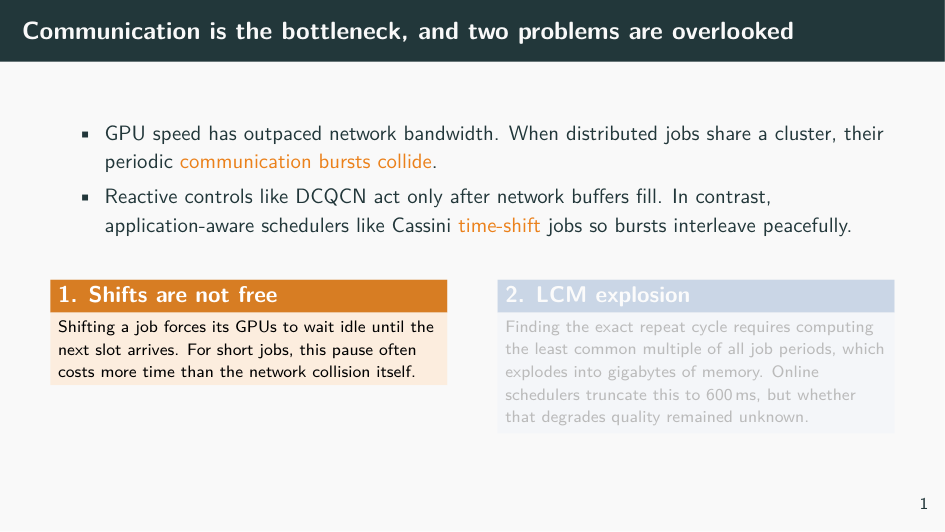 Communication is the bottleneck, and two problems are overlooked
▪ GPU speed has outpaced network bandwidth. When distributed jobs share a cluster, their
periodic communication bursts collide.
▪ Reactive controls like DCQCN act only after network buffers fill. In contrast,
application-aware schedulers like Cassini time-shift jobs so bursts interleave peacefully.
1. Shifts are not free
Shifting a job forces its GPUs to wait idle until the
next slot arrives. For short jobs, this pause often
costs more time than the network collision itself.
2. LCM explosion
Finding the exact repeat cycle requires computing
the least common multiple of all job periods, which
explodes into gigabytes of memory. Online
schedulers truncate this to 600 ms, but whether
that degrades quality remained unknown.
1